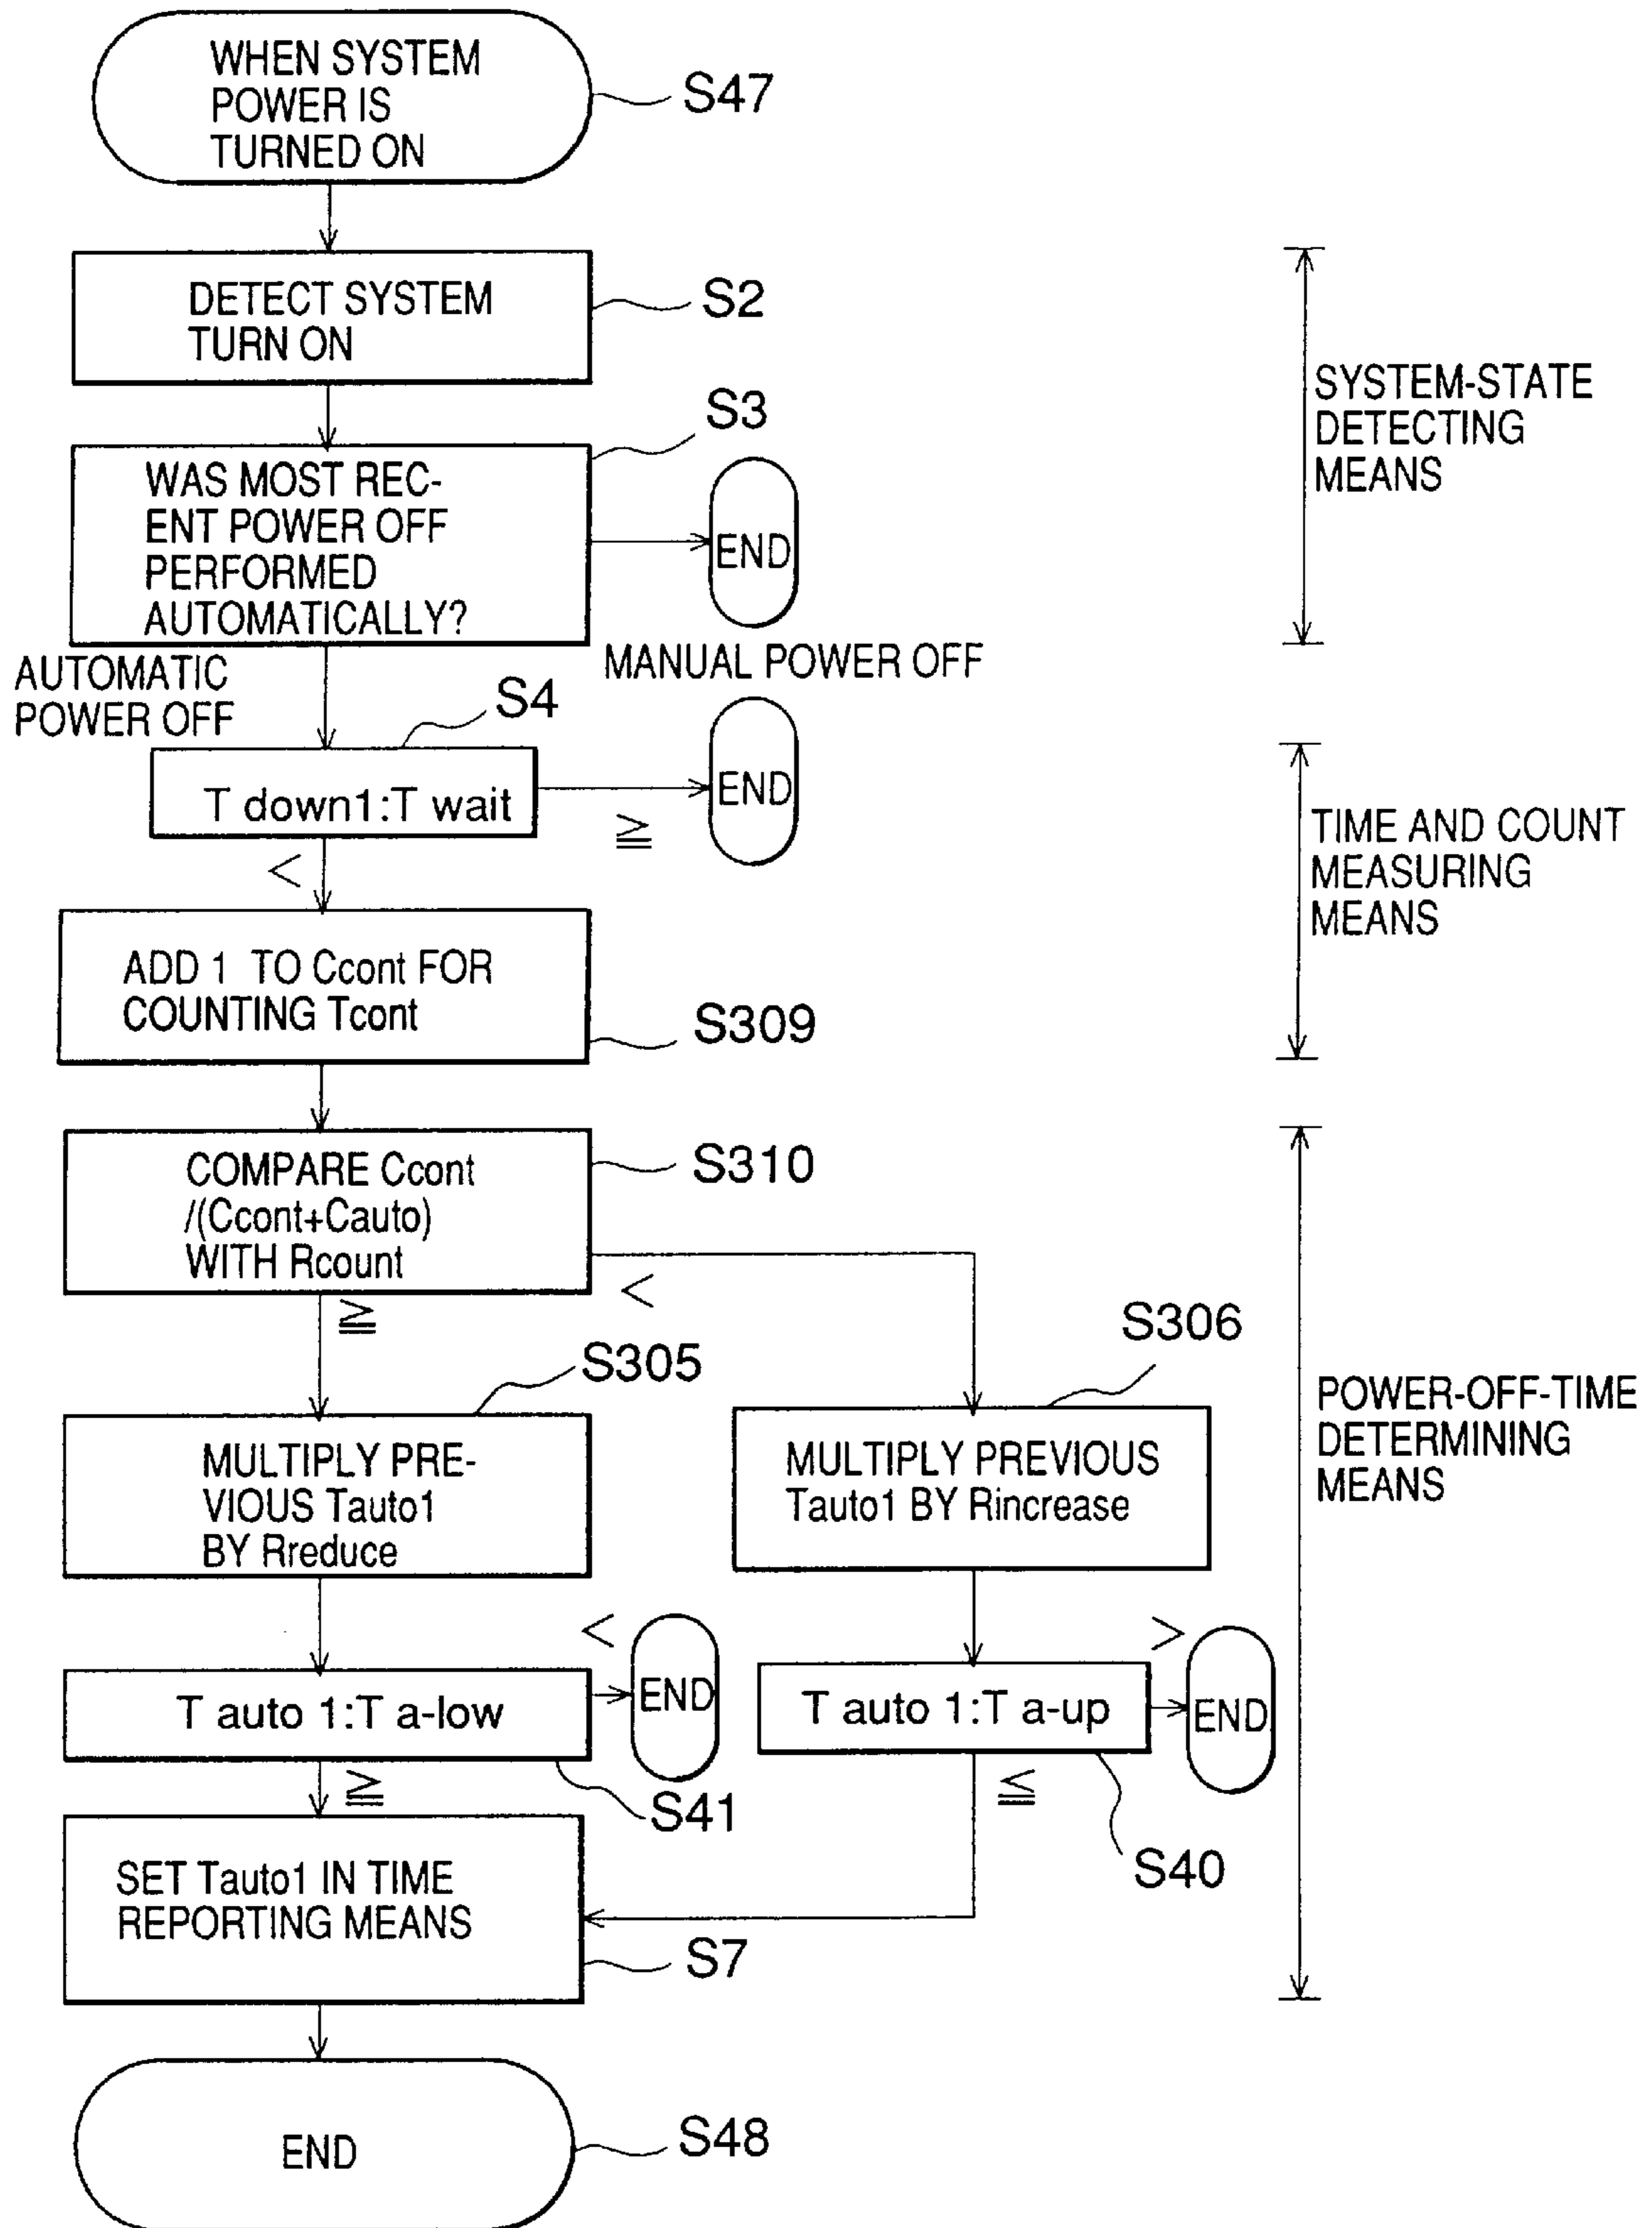 WHEN SYSTEM
POWER IS
TURNED ON
S47
DETECT SYSTEM
TURN ON
S2
SYSTEM-STATE
DETECTING
MEANS
S3
WAS MOST REC-
ENT POWER OFF
PERFORMED
AUTOMATICALLY?
END
MANUAL POWER OFF
AUTOMATIC
POWER OFF
S4
T down1:T wait
≧
END
<
TIME AND COUNT
MEASURING
MEANS
ADD 1 TO Ccont FOR
COUNTING Tcont
S309
COMPARE Ccont
/(Ccont+Cauto)
WITH Rcount
S310
≧
<
S305
S306
MULTIPLY PRE-
VIOUS Tauto1
BY Rreduce
MULTIPLY PREVIOUS
Tauto1 BY Rincrease
POWER-OFF-TIME
DETERMINING
MEANS
<
END
>
END
T auto 1:T a-low
T auto 1:T a-up
≧
S41
≦
S40
SET Tauto1 IN TIME
REPORTING MEANS
S7
END
S48